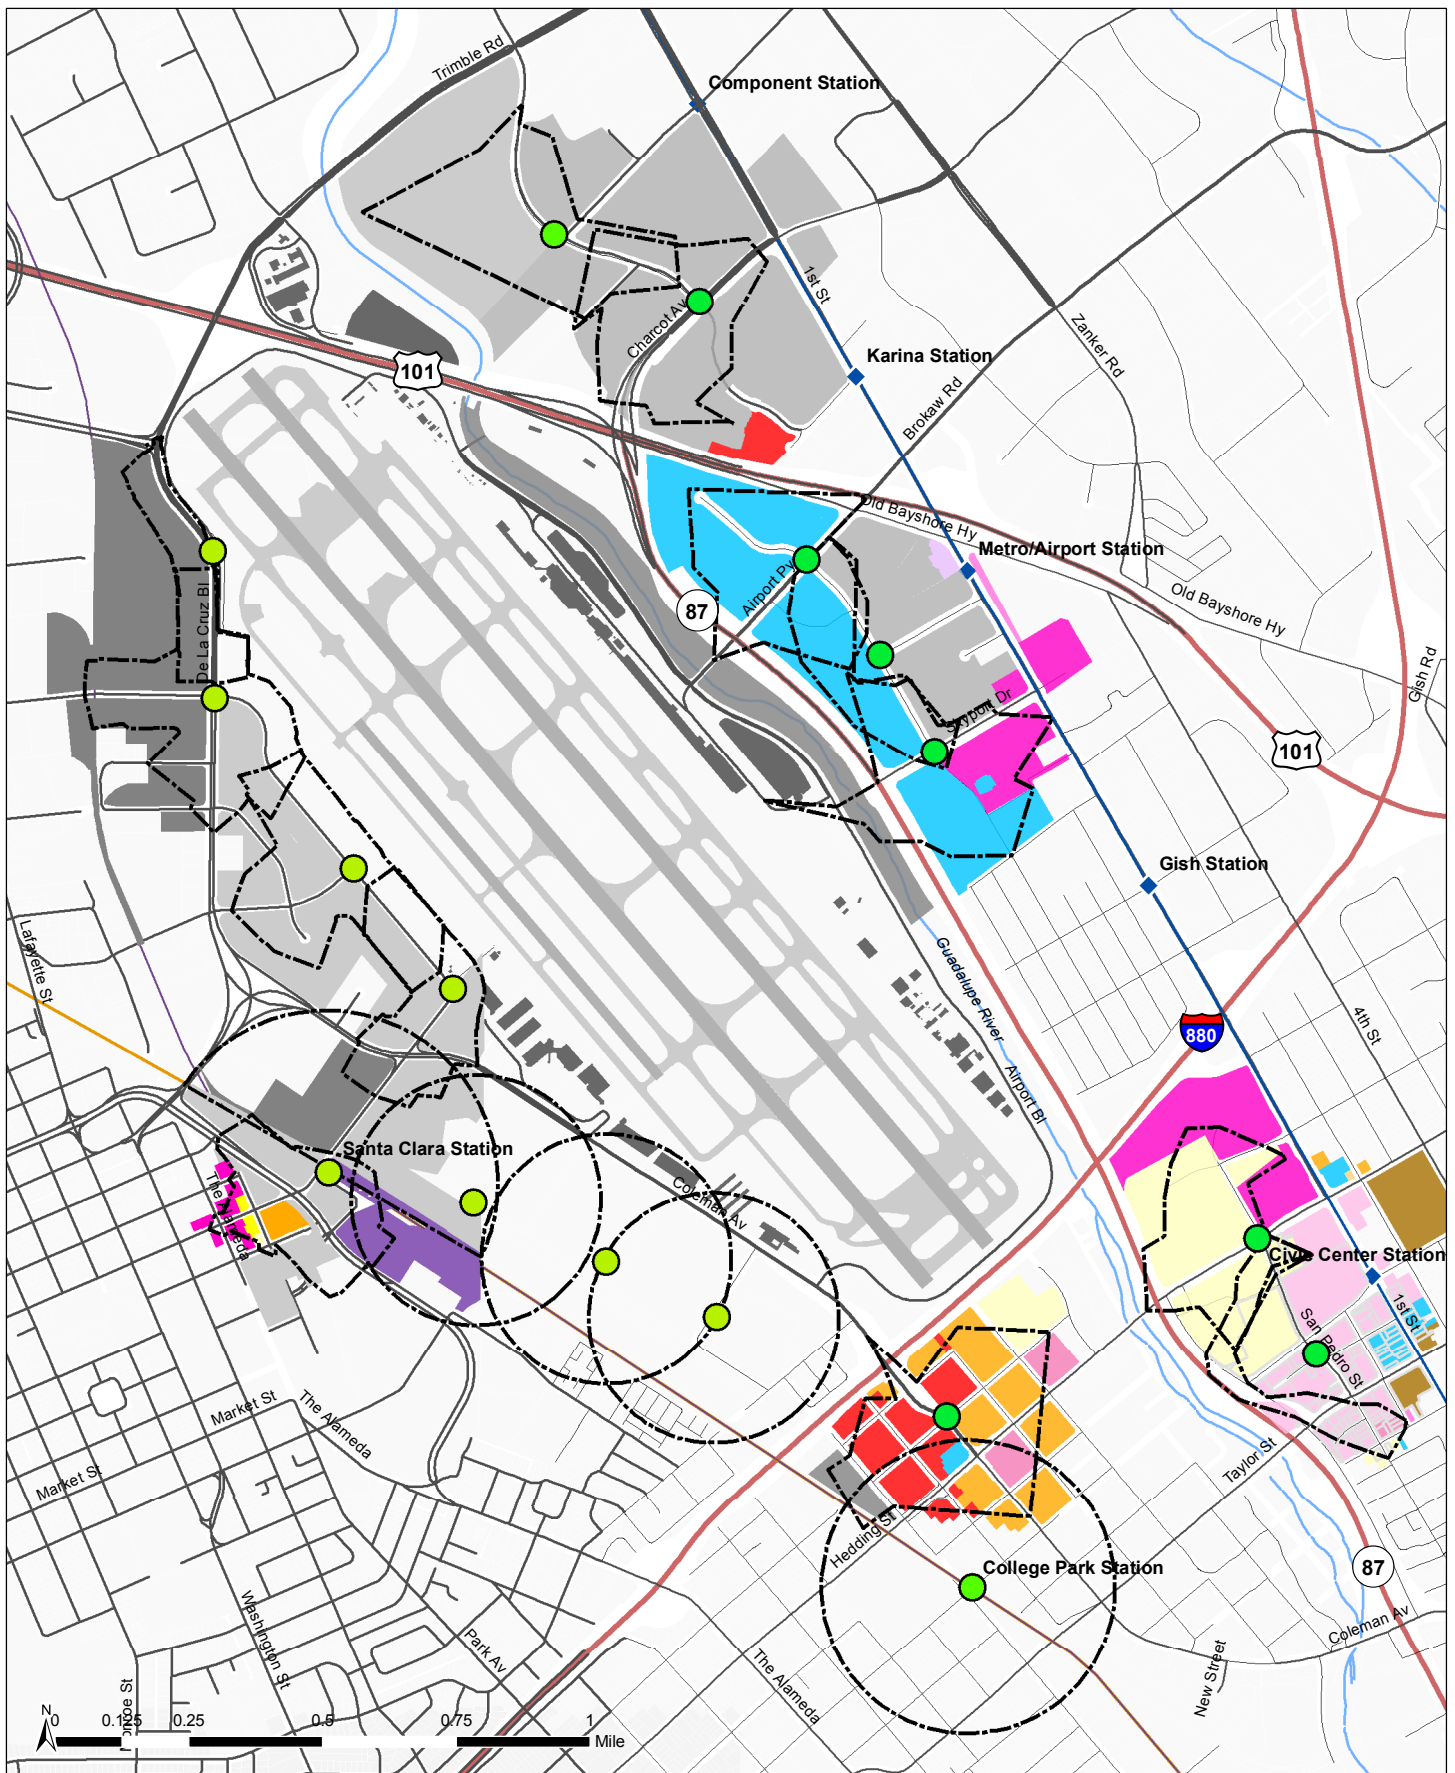 Trimble Rd
Component Station
1st St
Charcot Av
Karina Station
Zanker Rd
101
Brokaw Rd
Old Bayshore Hy
Metro/Airport Station
Airport Py
87
De La Cruz Bl
Old Bayshore Hy
Gish Rd
Skyport Dr
101
Gish Station
Lafayette St
Guadalupe River
4th St
880
Airport Bl
Santa Clara Station
The Alameda
Coleman Av
Civic Center Station
1st St
San Pedro St
Market St
The Alameda
Market St
Taylor St
Hedding St
College Park Station
87
Coleman Av
Washington St
Park Av
The Alameda
New Street
Monroe St
N
0 0.125 0.25 0.5 0.75 1
Mile